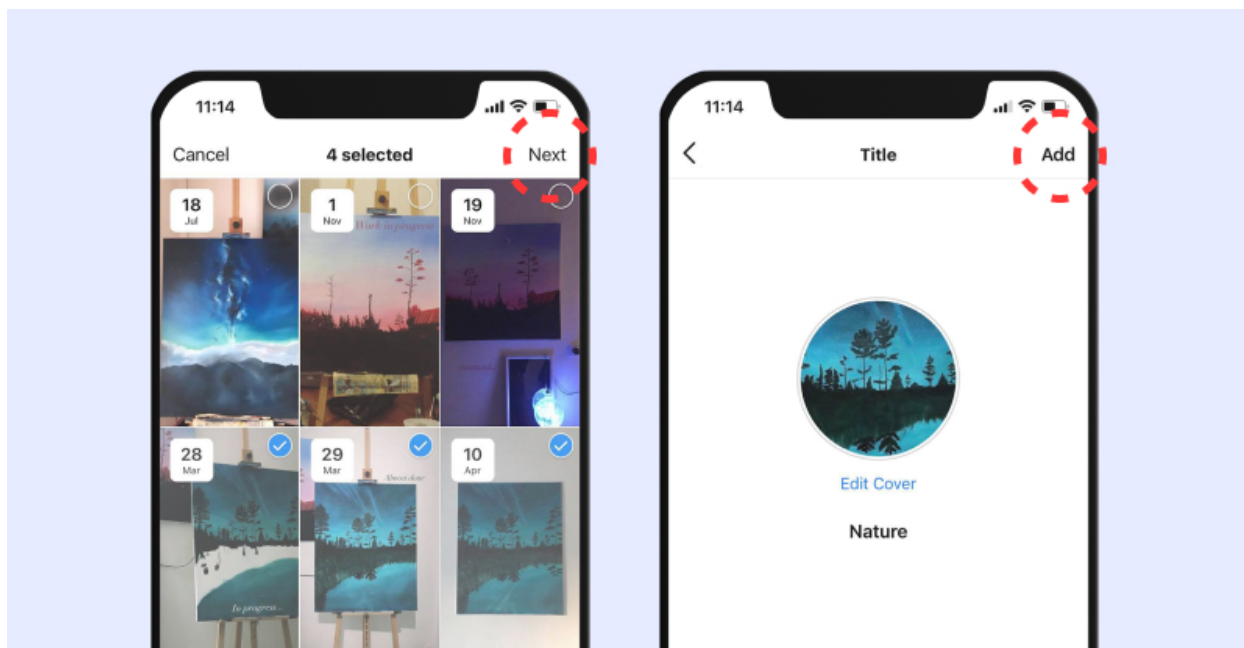 11:14
Cancel
4 selected
Next
18
Jul
1
Nov
Work in progress
19
Nov
28
Mar
29
Mar
Almost done
10
Apr
In progress...
11:14
Title
Add
Edit Cover
Nature